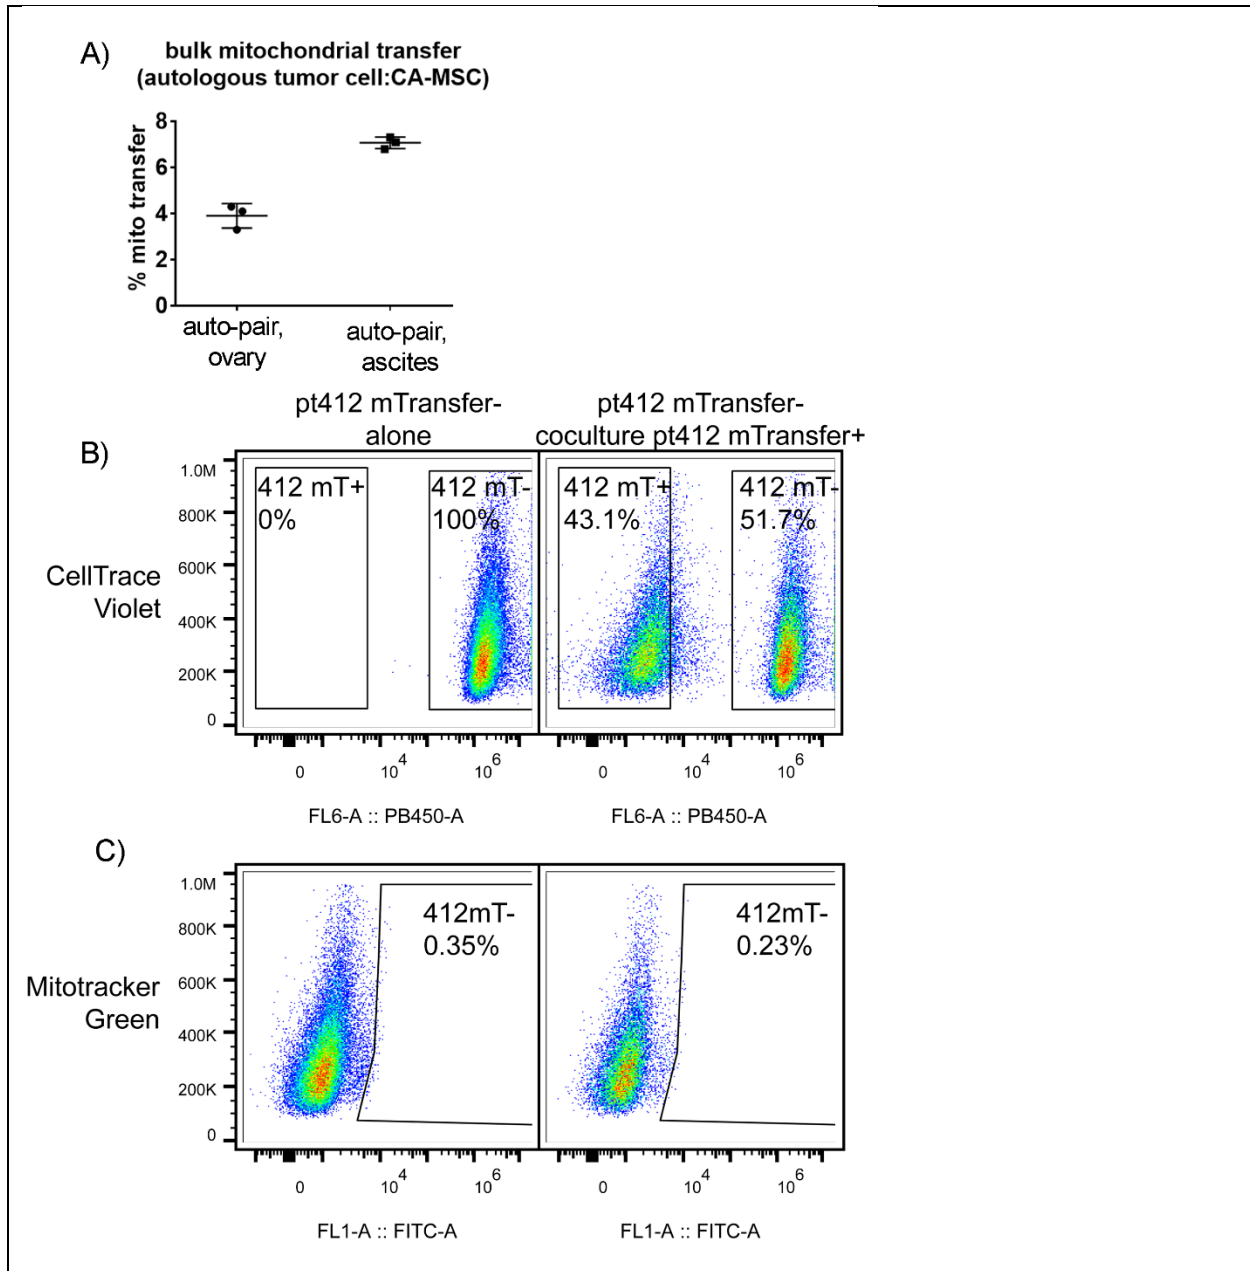 A)
bulk mitochondrial transfer
(autologous tumor cell:CA-MSC)
% mito transfer
8
6
4
2
0
auto-pair,
ovary
auto-pair,
ascites
B)
pt412 mTransfer-
alone
pt412 mTransfer-
coculture pt412 mTransfer+
CellTrace
Violet
1.0M
800K
600K
400K
200K
0
412 mT+
0%
412 mT-
100%
412 mT+
43.1%
412 mT-
51.7%
0 10^4 10^6
0 10^4 10^6
FL6-A :: PB450-A
FL6-A :: PB450-A
C)
Mitotracker
Green
1.0M
800K
600K
400K
200K
0
412mT-
0.35%
412mT-
0.23%
0 10^4 10^6
0 10^4 10^6
FL1-A :: FITC-A
FL1-A :: FITC-A